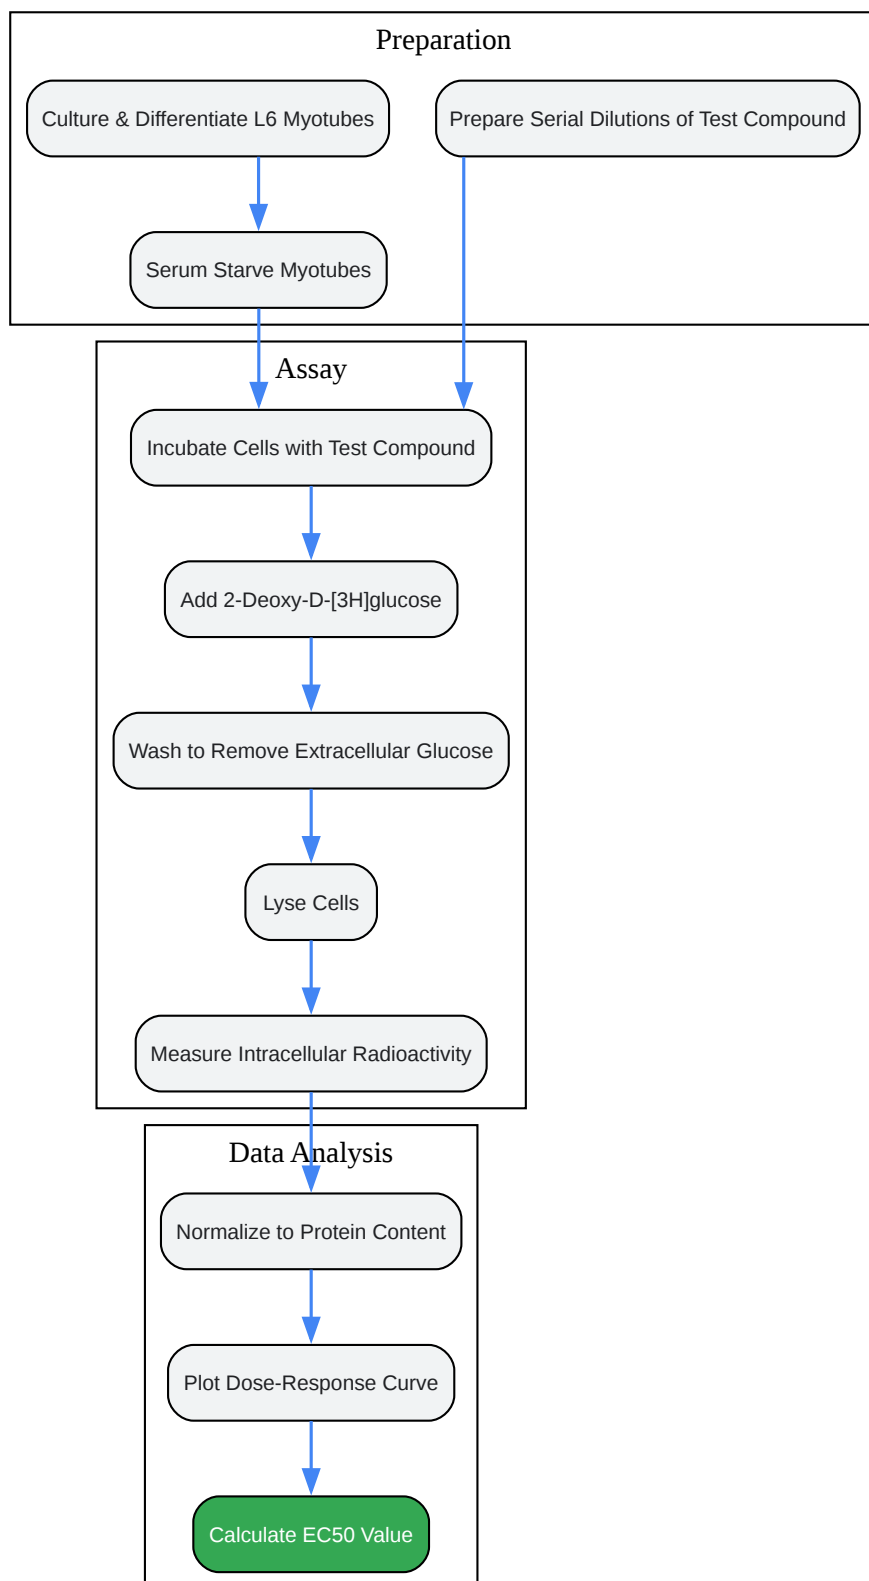 Preparation
Culture & Differentiate L6 Myotubes
Prepare Serial Dilutions of Test Compound
Serum Starve Myotubes
Assay
Incubate Cells with Test Compound
Add 2-Deoxy-D-[3H]glucose
Wash to Remove Extracellular Glucose
Lyse Cells
Measure Intracellular Radioactivity
Data Analysis
Normalize to Protein Content
Plot Dose-Response Curve
Calculate EC50 Value